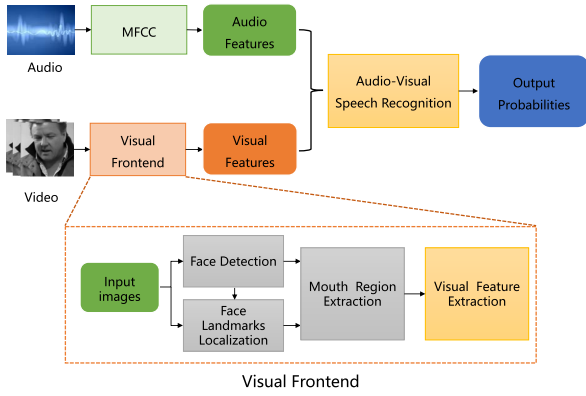 Audio
MFCC
Audio
Features
Audio-Visual
Speech Recognition
Output
Probabilities
Video
Visual
Frontend
Visual
Features
Input
images
Face Detection
Face
Landmarks
Localization
Mouth Region
Extraction
Visual Feature
Extraction
Visual Frontend